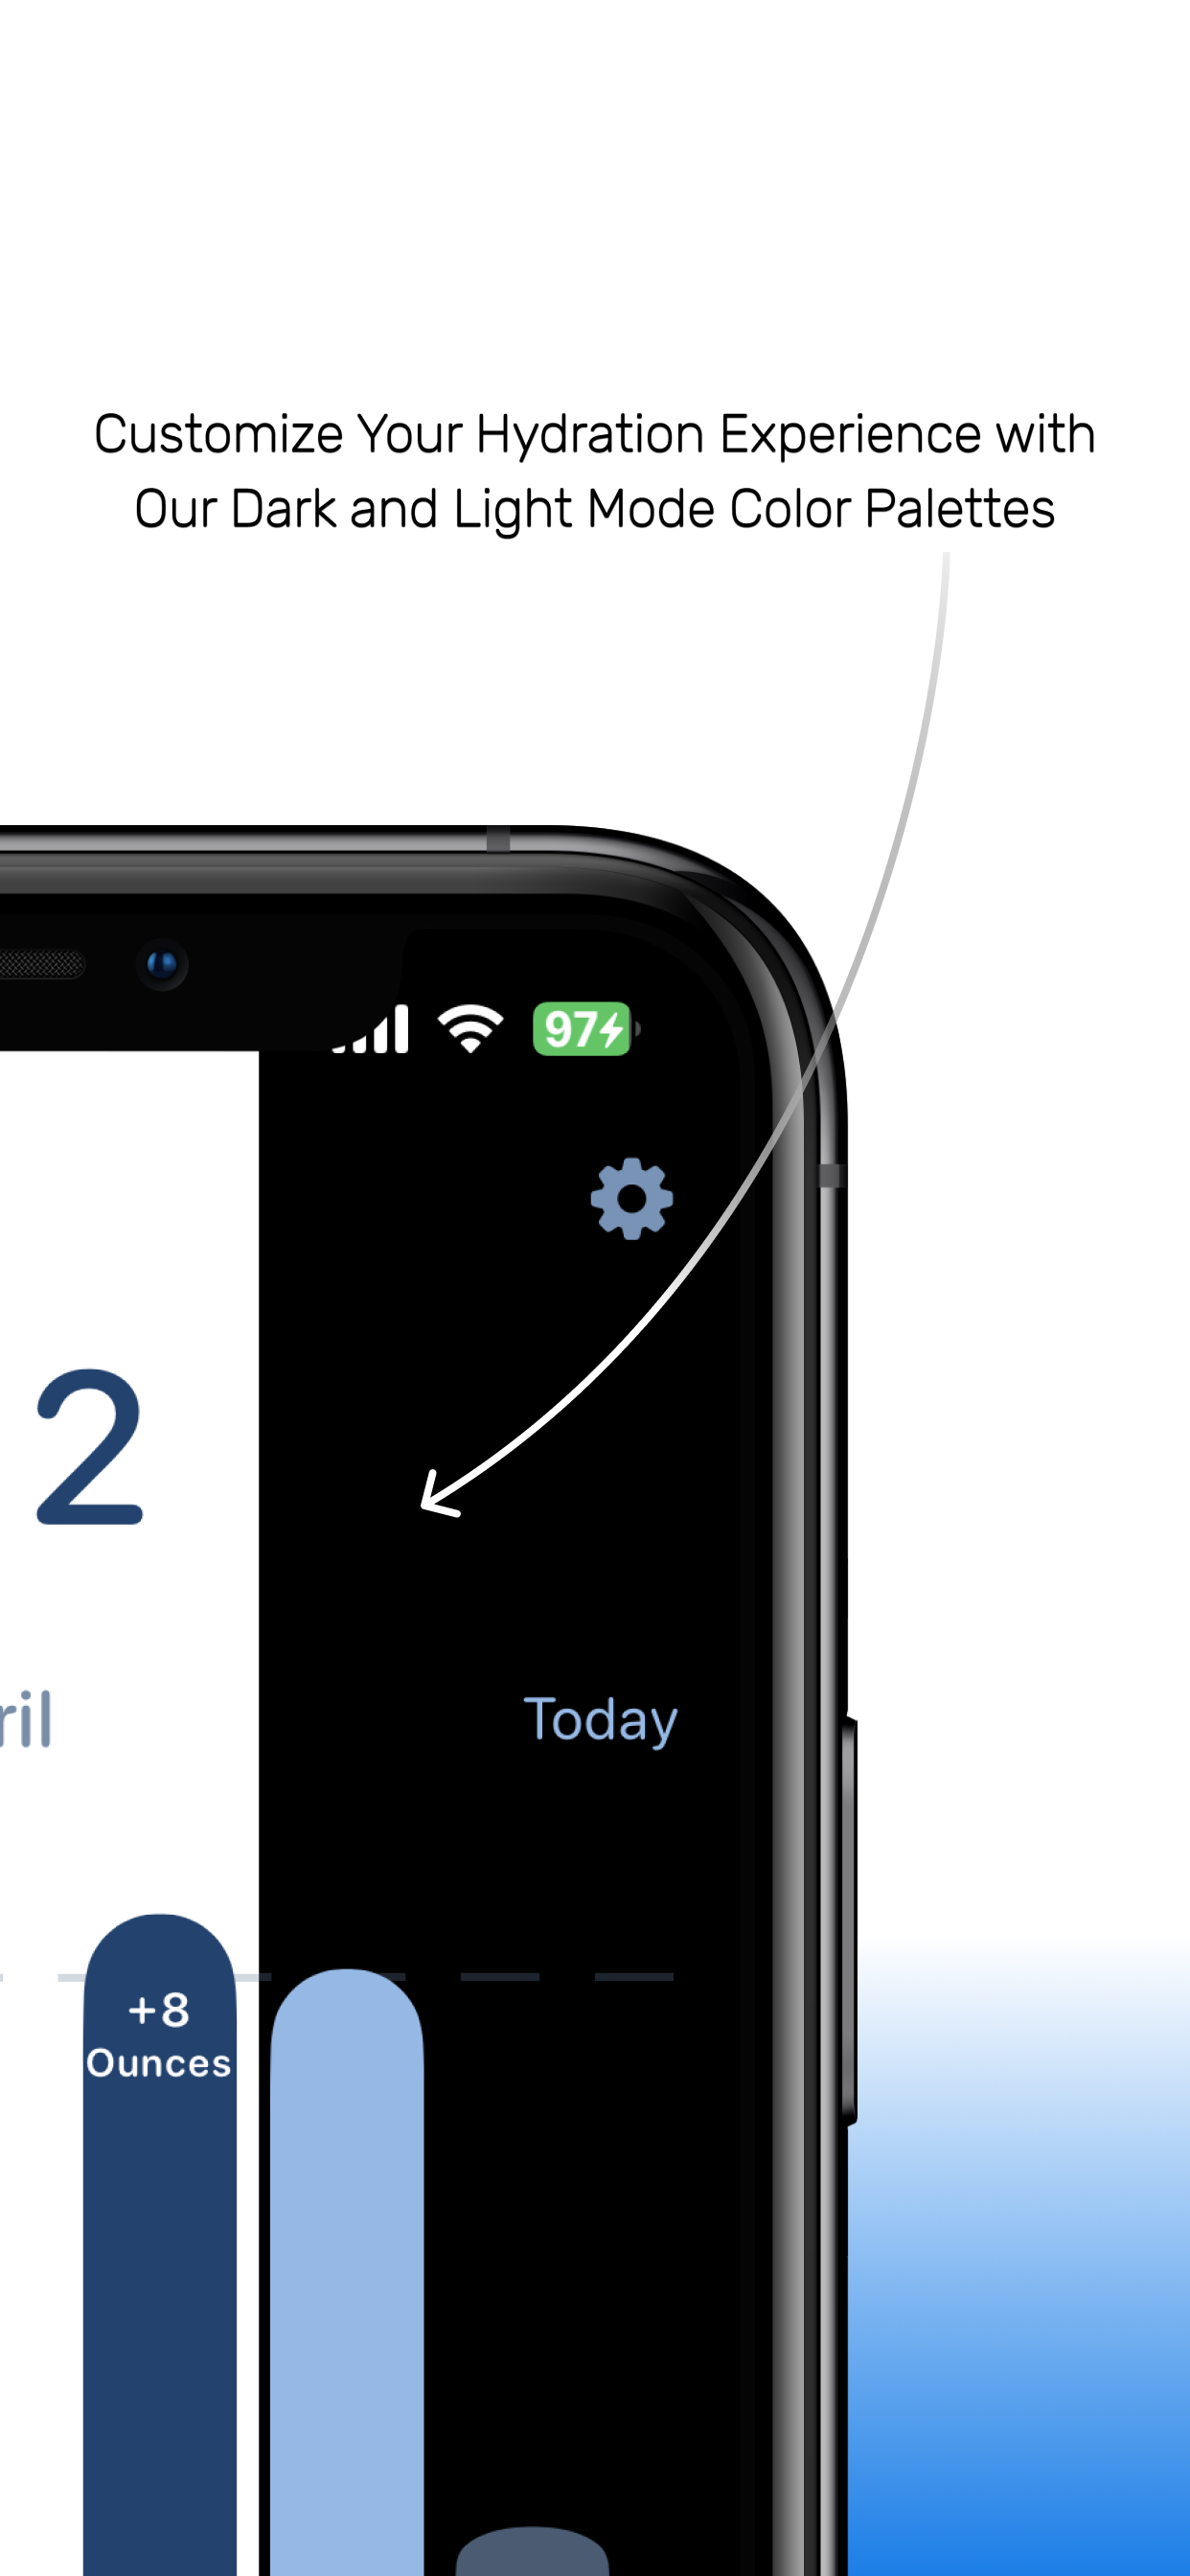 Customize Your Hydration Experience with
Our Dark and Light Mode Color Palettes
97
2
ril
Today
+8
Ounces